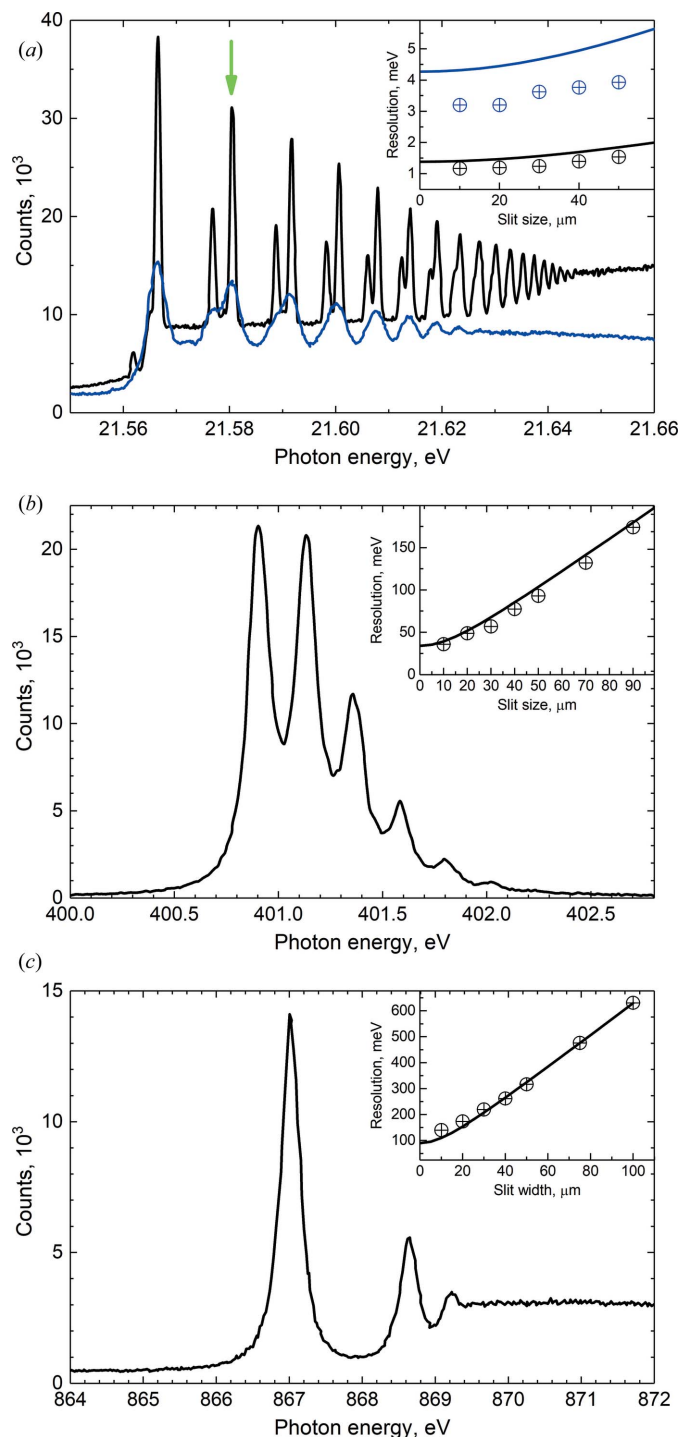 (a)
40
30
20
10
0
Counts, 10³
21.56 21.58 21.60 21.62 21.64 21.66
Photon energy, eV
5
4
3
2
1
Resolution, meV
0 20 40
Slit size, μm
(b)
20
15
10
5
0
Counts, 10³
400.0 400.5 401.0 401.5 402.0 402.5
Photon energy, eV
175
150
100
50
0
Resolution, meV
0 10 20 30 40 50 60 70 80 90
Slit size, μm
(c)
15
10
5
0
Counts, 10³
864 865 866 867 868 869 870 871 872
Photon energy, eV
600
500
400
300
200
100
Resolution, meV
0 20 40 60 80 100
Slit width, μm